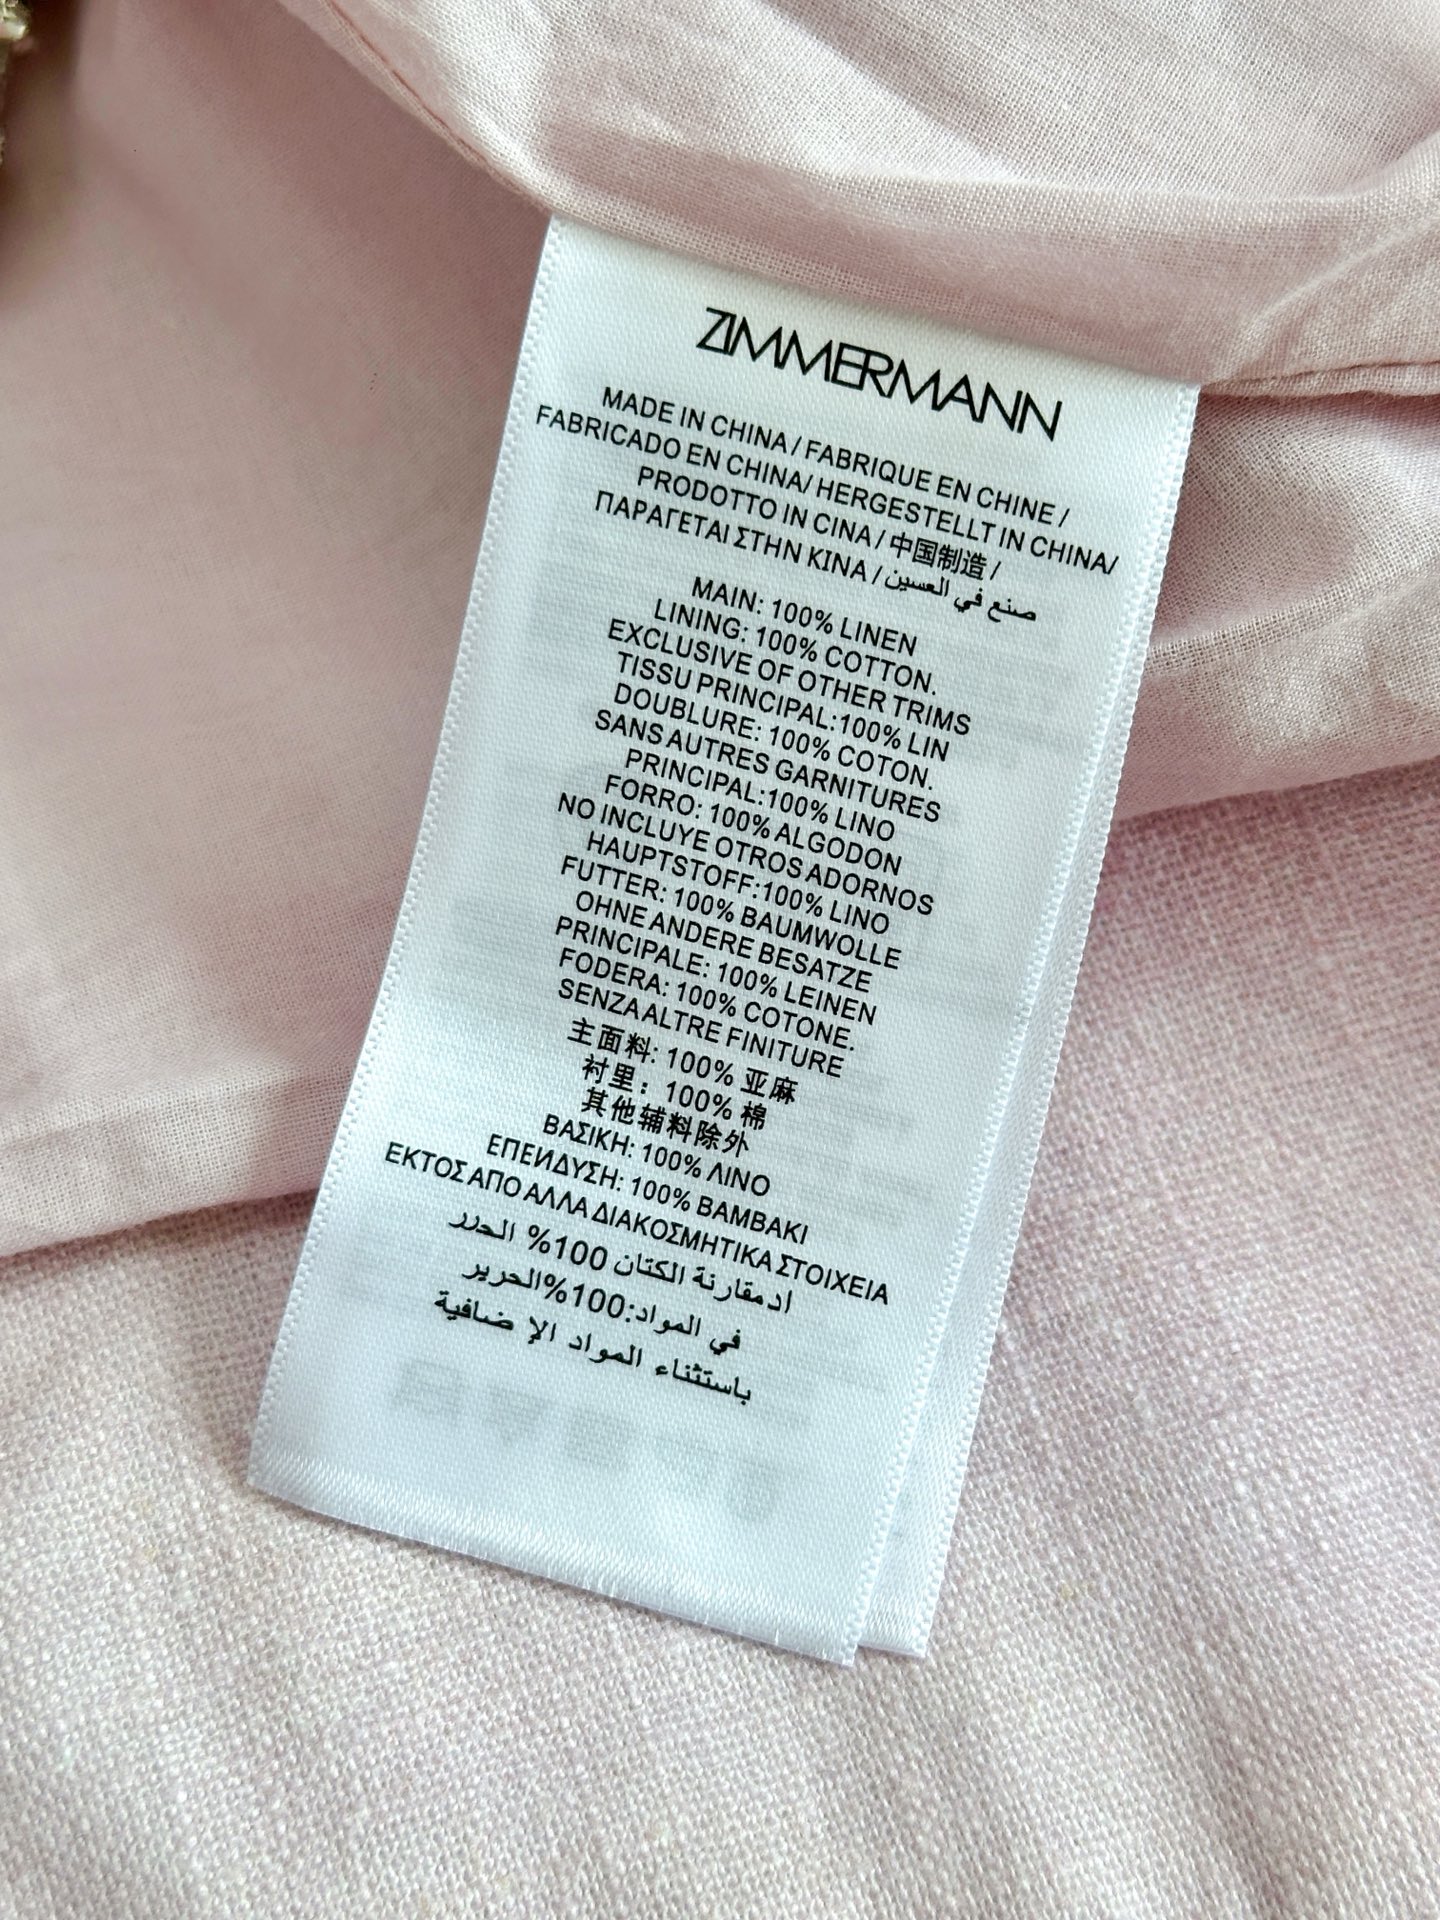 ZIMMERMANN
MADE IN CHINA / FABRIQUE EN CHINE /
FABRICADO EN CHINA/ HERGESTELLT IN CHINA/
PRODOTTO IN CINA / 中国制造 /
ΠΑΡΑΓΕΤΑΙ ΣΤΗΝ ΚΙΝΑ / صنع في العسين
MAIN: 100% LINEN
LINING: 100% COTTON.
EXCLUSIVE OF OTHER TRIMS
TISSU PRINCIPAL:100% LIN
DOUBLURE: 100% COTON.
SANS AUTRES GARNITURES
PRINCIPAL:100% LINO
FORRO: 100% ALGODON
NO INCLUYE OTROS ADORNOS
HAUPTSTOFF:100% LINO
FUTTER: 100% BAUMWOLLE
OHNE ANDERE BESATZE
PRINCIPALE: 100% LEINEN
FODERA: 100% COTONE.
SENZA ALTRE FINITURE
主面料: 100% 亚麻
衬里：100% 棉
其他辅料除外
ΒΑΣΙΚΗ: 100% ΛΙΝΟ
ΕΠΕИΔΥΣΗ: 100% ΒΑΜΒΑΚΙ
ΕΚΤΟΣ ΑΠΟ ΑΛΛΑ ΔΙΑΚΟΣΜΗΤΙΚΑ ΣΤΟΙΧΕΙΑ
ادمقارنة الكتان 100% الحرر
في المواد:100%الحرير
باستثناء المواد الإ ضافية